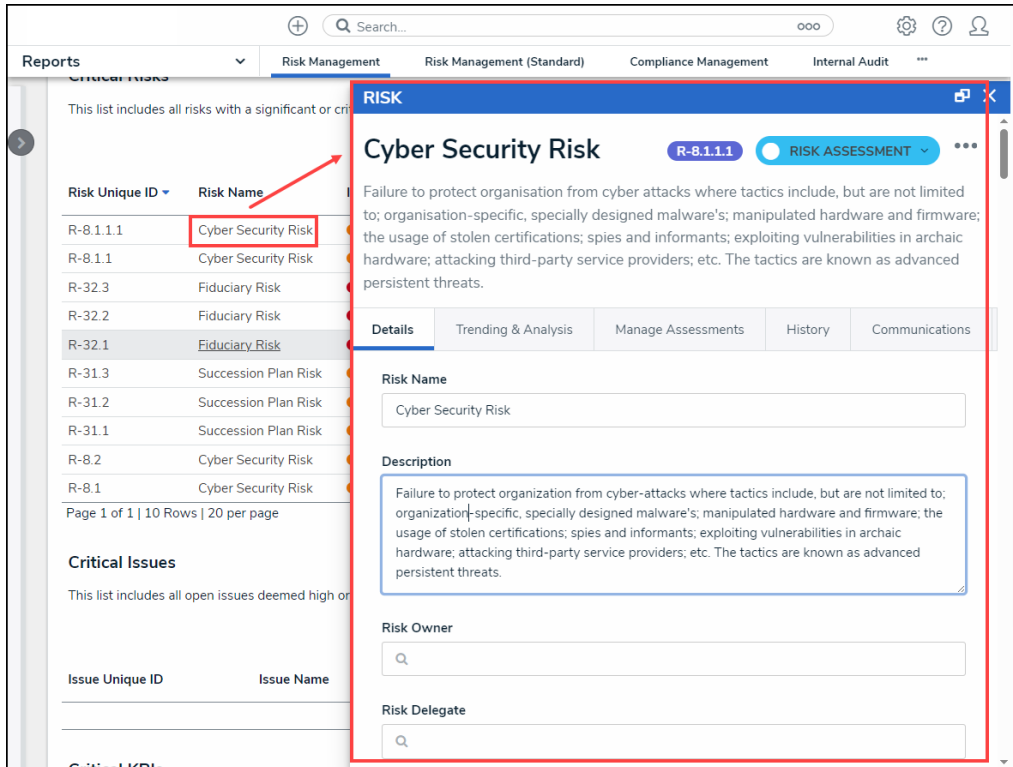 Search...
ooo
Reports
Risk Management
Risk Management (Standard)
Compliance Management
Internal Audit
Critical Risks
This list includes all risks with a significant or
Risk Unique ID
Risk Name
R-8.1.1.1 Cyber Security Risk
R-8.1.1 Cyber Security Risk
R-32.3 Fiduciary Risk
R-32.2 Fiduciary Risk
R-32.1 Fiduciary Risk
R-31.3 Succession Plan Risk
R-31.2 Succession Plan Risk
R-31.1 Succession Plan Risk
R-8.2 Cyber Security Risk
R-8.1 Cyber Security Risk
Page 1 of 1 | 10 Rows | 20 per page
Critical Issues
This list includes all open issues deemed high or
Issue Unique ID
Issue Name
Critical KRIs
RISK
Cyber Security Risk
R-8.1.1.1
RISK ASSESSMENT
Failure to protect organisation from cyber attacks where tactics include, but are not limited
to; organisation-specific, specially designed malware's; manipulated hardware and firmware;
the usage of stolen certifications; spies and informants; exploiting vulnerabilities in archaic
hardware; attacking third-party service providers; etc. The tactics are known as advanced
persistent threats.
Details
Trending & Analysis
Manage Assessments
History
Communications
Risk Name
Cyber Security Risk
Description
Failure to protect organization from cyber-attacks where tactics include, but are not limited to;
organization-specific, specially designed malware's; manipulated hardware and firmware; the
usage of stolen certifications; spies and informants; exploiting vulnerabilities in archaic
hardware; attacking third-party service providers; etc. The tactics are known as advanced
persistent threats.
Risk Owner
Risk Delegate